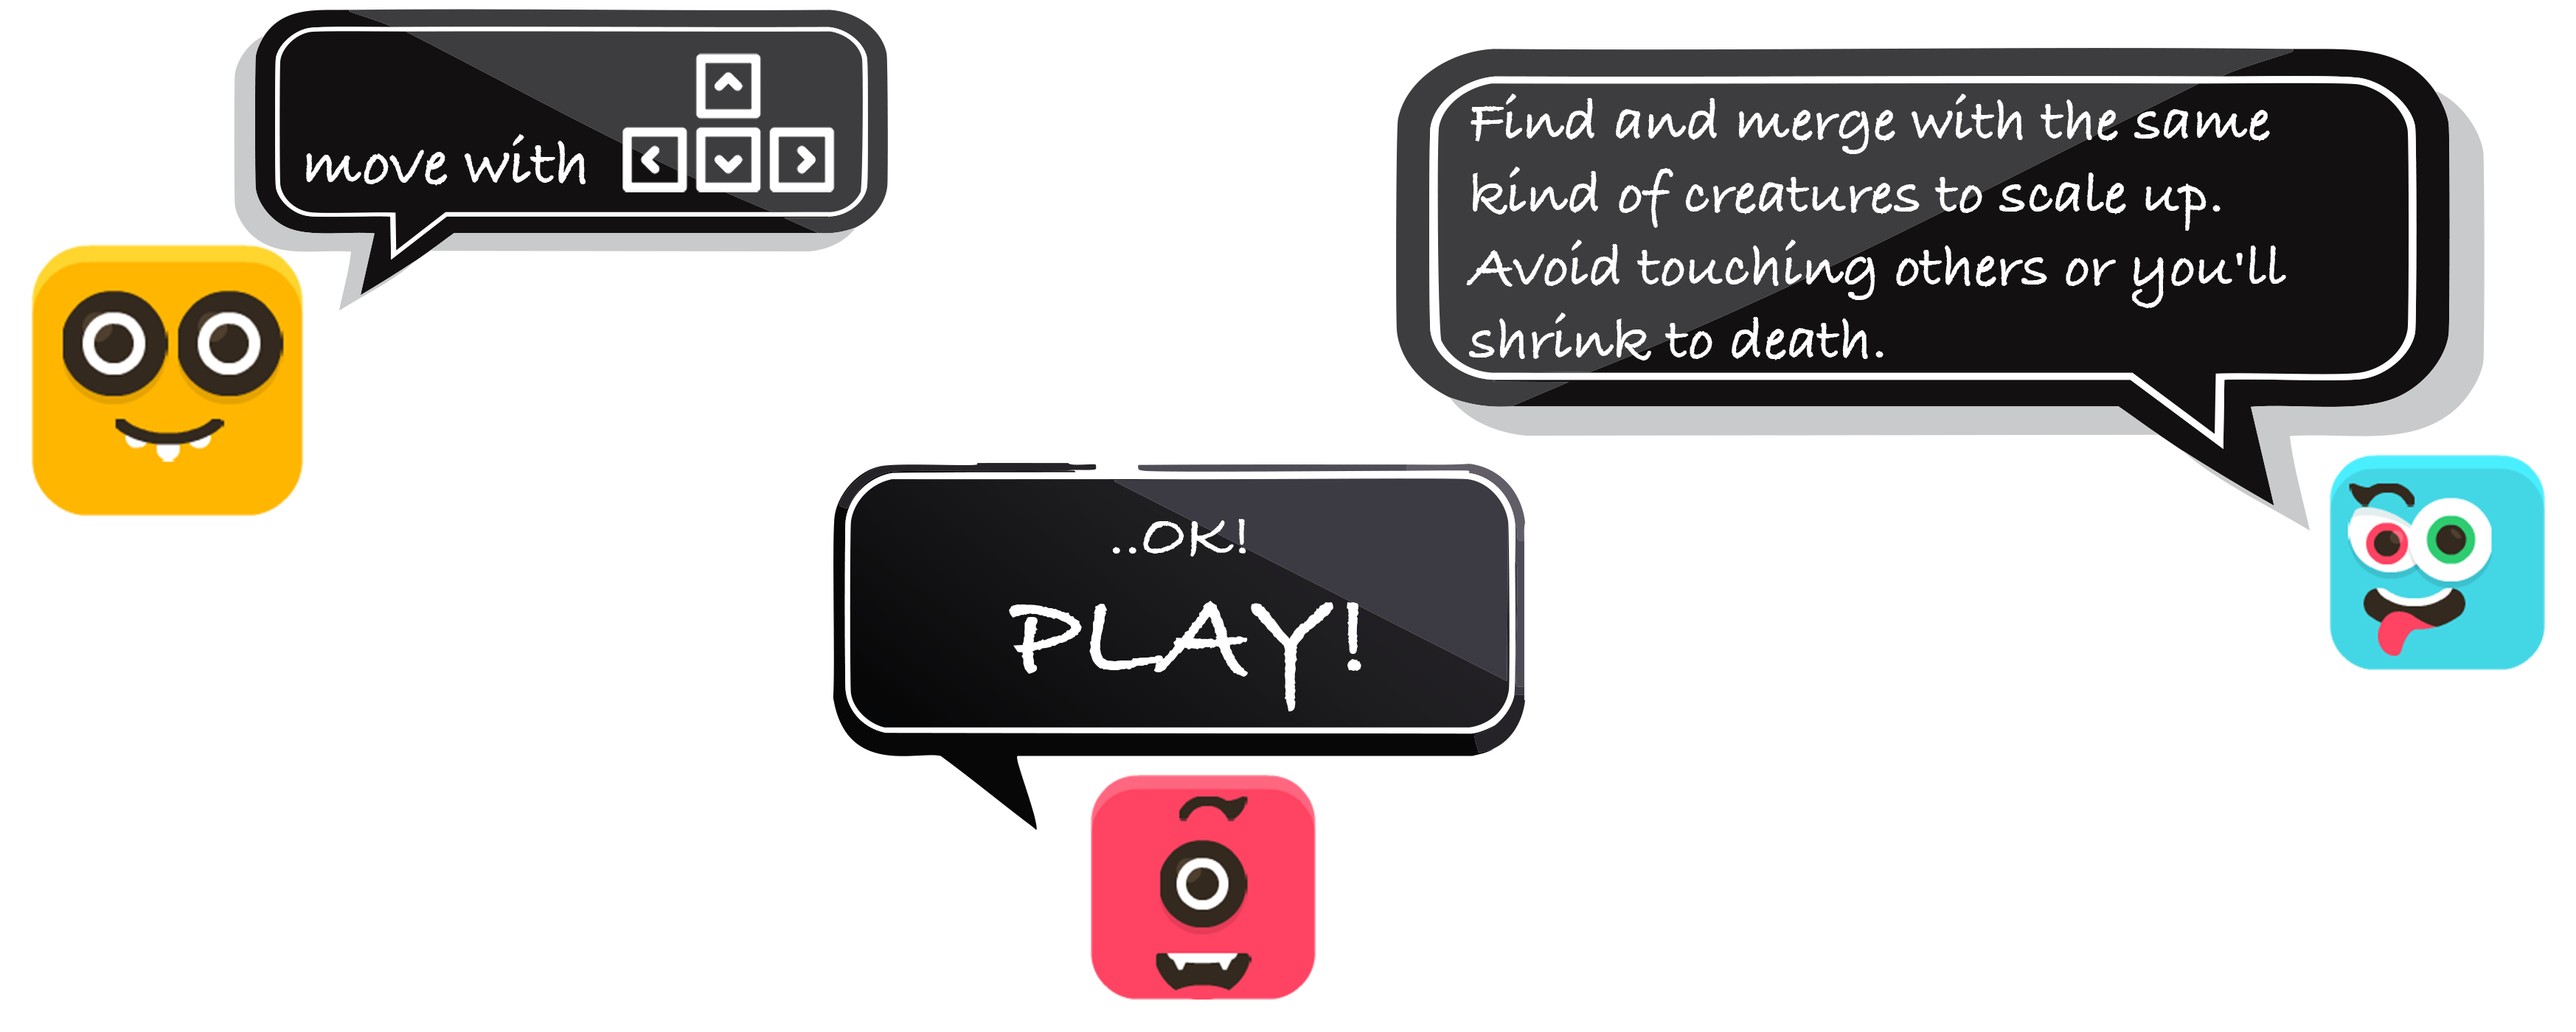 move with
Find and merge with the same
kind of creatures to scale up.
Avoid touching others or you'll
shrink to death.
..OK!
PLAY!